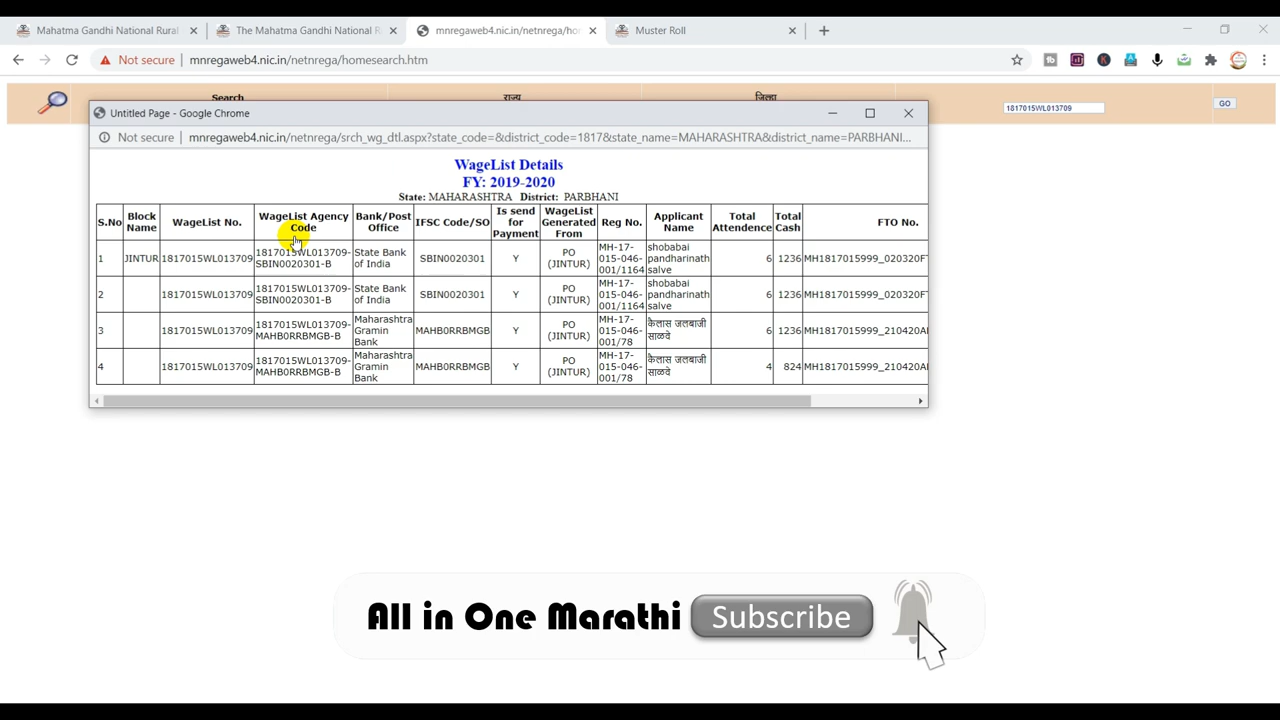 Mahatma Gandhi National Rural
The Mahatma Gandhi National R
mnregaweb4.nic.in/netnrega/ho
Muster Roll
Not secure
mnregaweb4.nic.in/netnrega/homesearch.htm
Search
राज्य
जिल्हा
1817015WL013709
GO
Untitled Page - Google Chrome
Not secure
mnregaweb4.nic.in/netnrega/srch_wg_dtl.aspx?state_code=&district_code=1817&state_name=MAHARASHTRA&district_name=PARBHANI...
WageList Details
FY: 2019-2020
State: MAHARASHTRA District: PARBHANI
S.No Block Name WageList No. WageList Agency Code Bank/Post Office IFSC Code/SO Is send for Payment WageList Generated From Reg No. Applicant Name Total Attendence Total Cash FTO No.
1 JINTUR 1817015WL013709 1817015WL013709-SBIN0020301-B State Bank of India SBIN0020301 Y PO (JINTUR) MH-17-015-046-001/1164 shobabai pandharinath salve 6 1236 MH1817015999_020320FT
2 1817015WL013709 1817015WL013709-SBIN0020301-B State Bank of India SBIN0020301 Y PO (JINTUR) MH-17-015-046-001/1164 shobabai pandharinath salve 6 1236 MH1817015999_020320FT
3 1817015WL013709 1817015WL013709-MAHB0RRBMGB-B Maharashtra Gramin Bank MAHB0RRBMGB Y PO (JINTUR) MH-17-015-046-001/78 कैलास जलबाजी साळवे 6 1236 MH1817015999_210420AP
4 1817015WL013709 1817015WL013709-MAHB0RRBMGB-B Maharashtra Gramin Bank MAHB0RRBMGB Y PO (JINTUR) MH-17-015-046-001/78 कैलास जलबाजी साळवे 4 824 MH1817015999_210420AP
All in One Marathi Subscribe